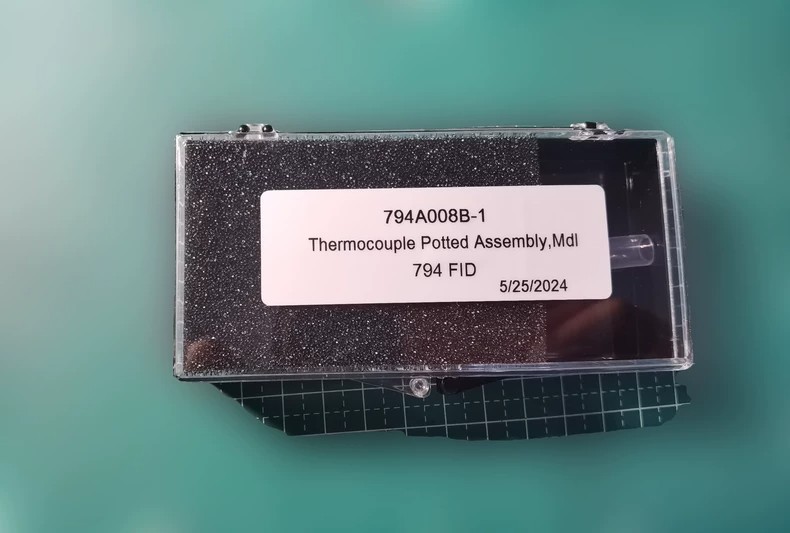 794A008B-1
Thermocouple Potted Assembly,Mdl
794 FID
5/25/2024